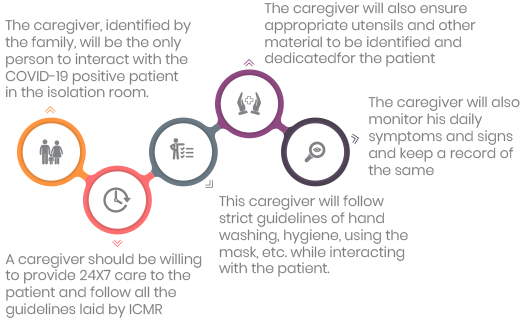 The caregiver, identified by
the family, will be the only
person to interact with the
COVID-19 positive patient
in the isolation room.
A caregiver should be willing
to provide 24X7 care to the
patient and follow all the
guidelines laid by ICMR
This caregiver will follow
strict guidelines of hand
washing, hygiene, using the
mask, etc. while interacting
with the patient.
The caregiver will also ensure
appropriate utensils and other
material to be identified and
dedicatedfor the patient
The caregiver will also
monitor his daily
symptoms and signs
and keep a record of
the same